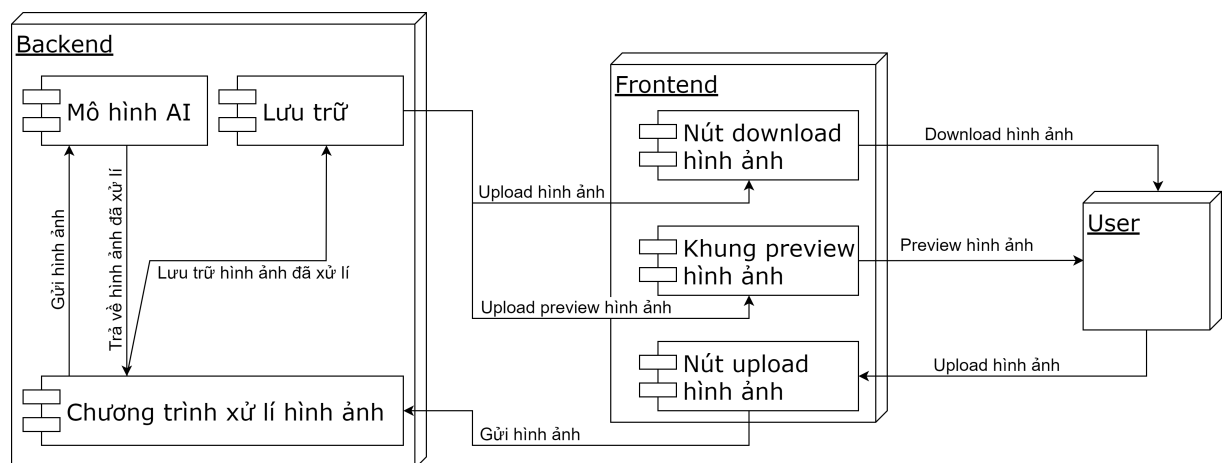 Backend
Mô hình AI
Lưu trữ
Gửi hình ảnh
Trả về hình ảnh đã xử lí
Lưu trữ hình ảnh đã xử lí
Chương trình xử lí hình ảnh
Upload hình ảnh
Upload preview hình ảnh
Gửi hình ảnh
Frontend
Nút download
hình ảnh
Khung preview
hình ảnh
Nút upload
hình ảnh
Download hình ảnh
Preview hình ảnh
Upload hình ảnh
User